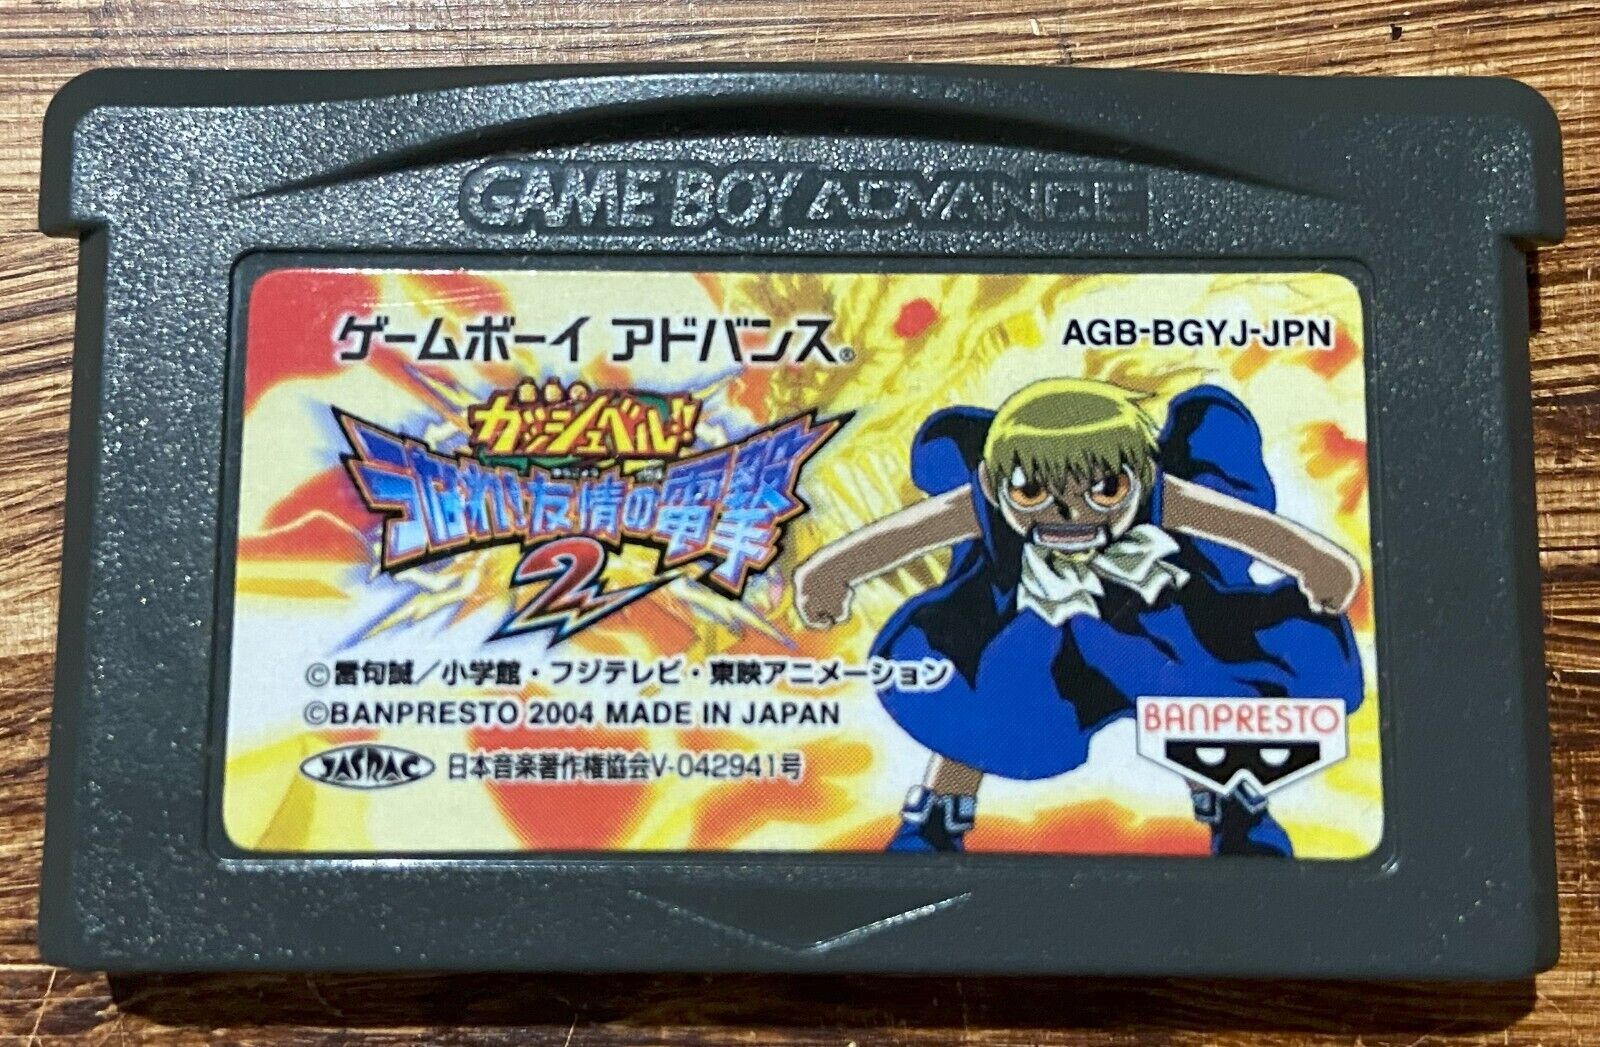 GAME BOY ADVANCE
ゲームボーイ アドバンス®
AGB-BGYJ-JPN
金色の
ガッシュベル!!
うなれ! 友情の電撃
2
©雷句誠/小学館・フジテレビ・東映アニメーション
©BANPRESTO 2004 MADE IN JAPAN
BANPRESTO
JASRAC 日本音楽著作権協会V-042941号